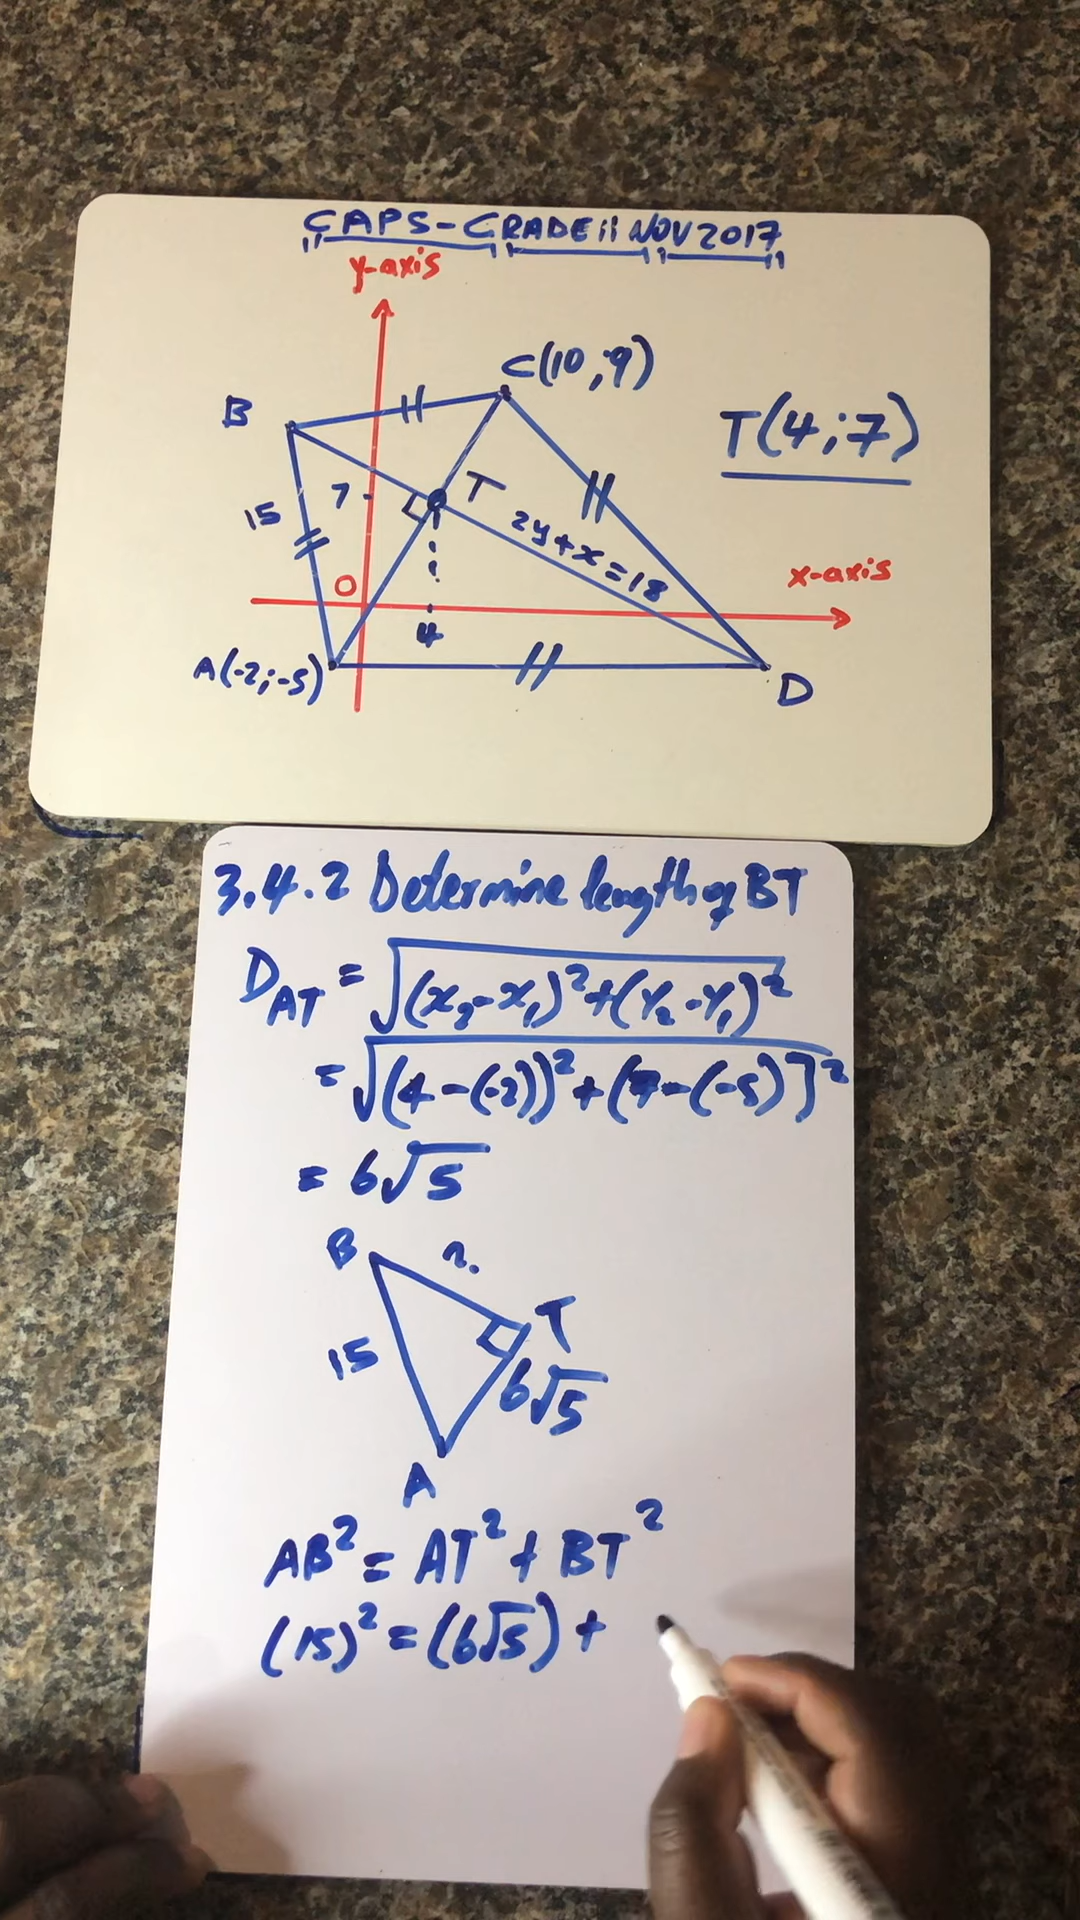 CAPS-GRADE 11 NOV 2017
y-axis
C(10;9)
B
T(4;7)
7
T
15
2y+x=18
x-axis
O
4
A(-2;-5)
D
3.4.2 Determine length of BT
D_AT = √(x₂-x₁)²+(Y₂-Y₁)²
= √(4-(-2))²+(7-(-5)]²
= 6√5
B
?
T
15
6√5
A
AB² = AT² + BT²
(15)² = (6√5) +